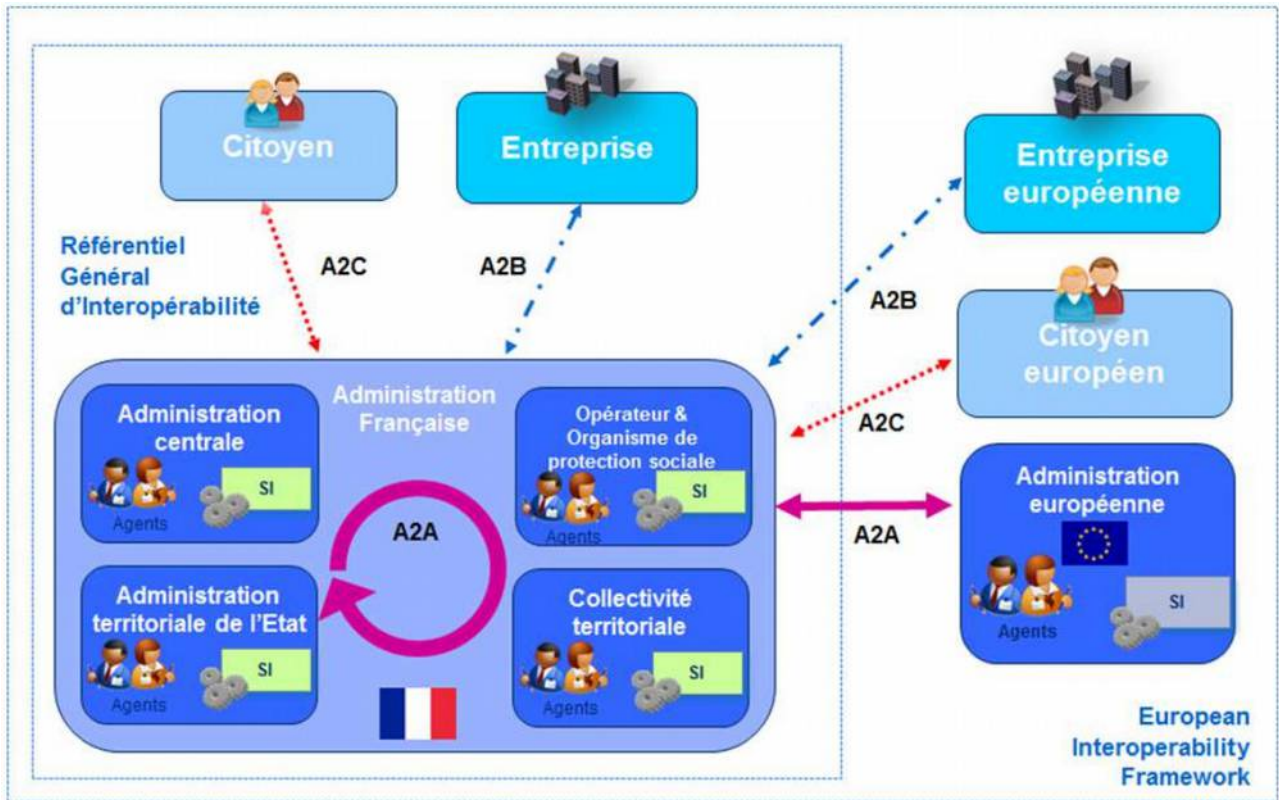 Citoyen
Entreprise
Entreprise
européenne
Référentiel
Général
d'Interopérabilité
A2C
A2B
A2B
Citoyen
européen
A2C
Administration
Française
Administration
centrale
SI
Agents
Opérateur &
Organisme de
protection sociale
SI
Agents
A2A
Administration
territoriale de l'Etat
SI
Agents
Collectivité
territoriale
SI
Agents
A2A
Administration
européenne
SI
Agents
European
Interoperability
Framework